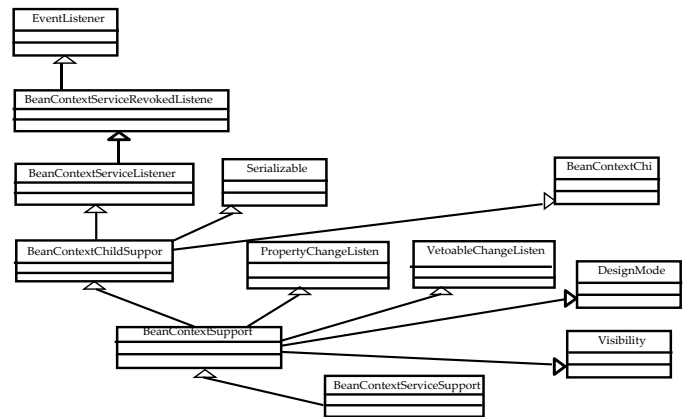 EventListener
BeanContextServiceRevokedListene
BeanContextServiceListener
Serializable
BeanContextChi
BeanContextChildSuppor
PropertyChangeListen
VetoableChangeListen
DesignMode
BeanContextSupport
Visibility
BeanContextServiceSupport